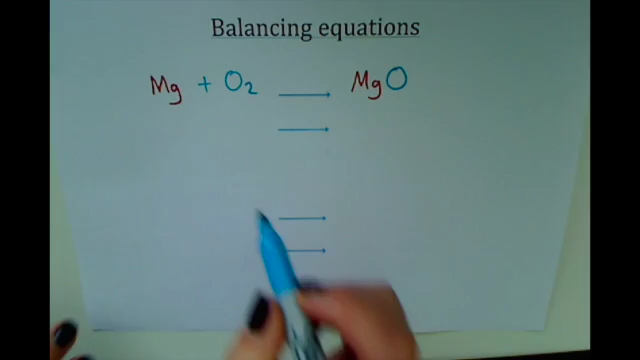 Balancing equations
Mg + O₂ → MgO
→
→
→